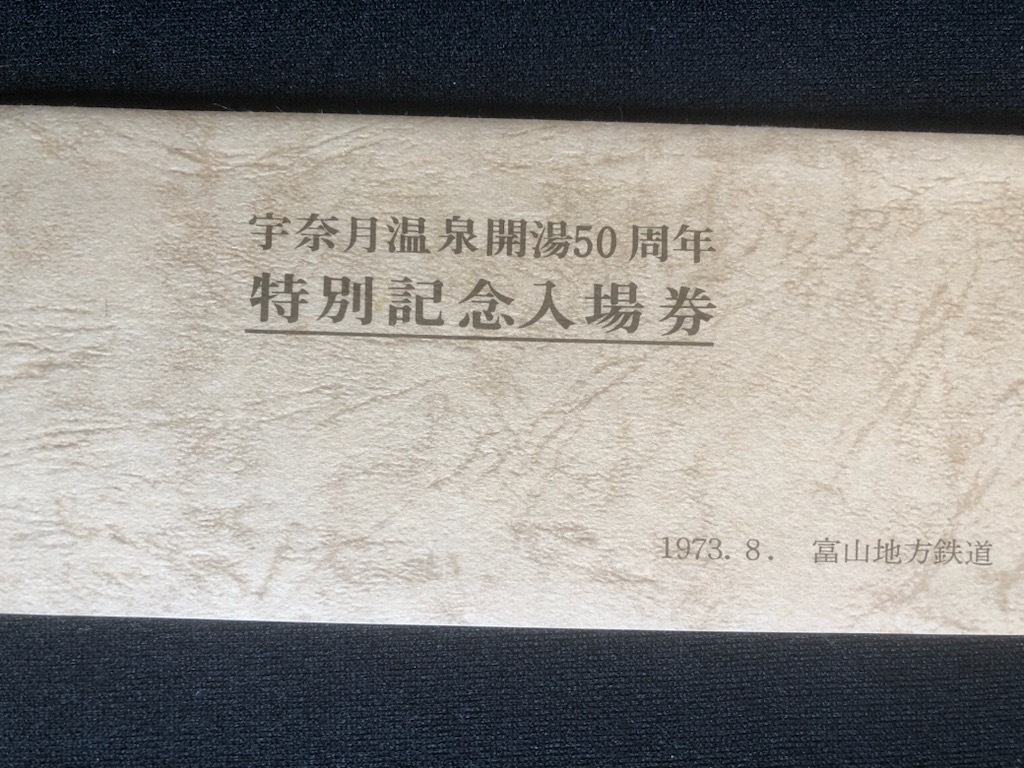 宇奈月温泉開湯50周年
特別記念入場券
1973. 8. 富山地方鉄道